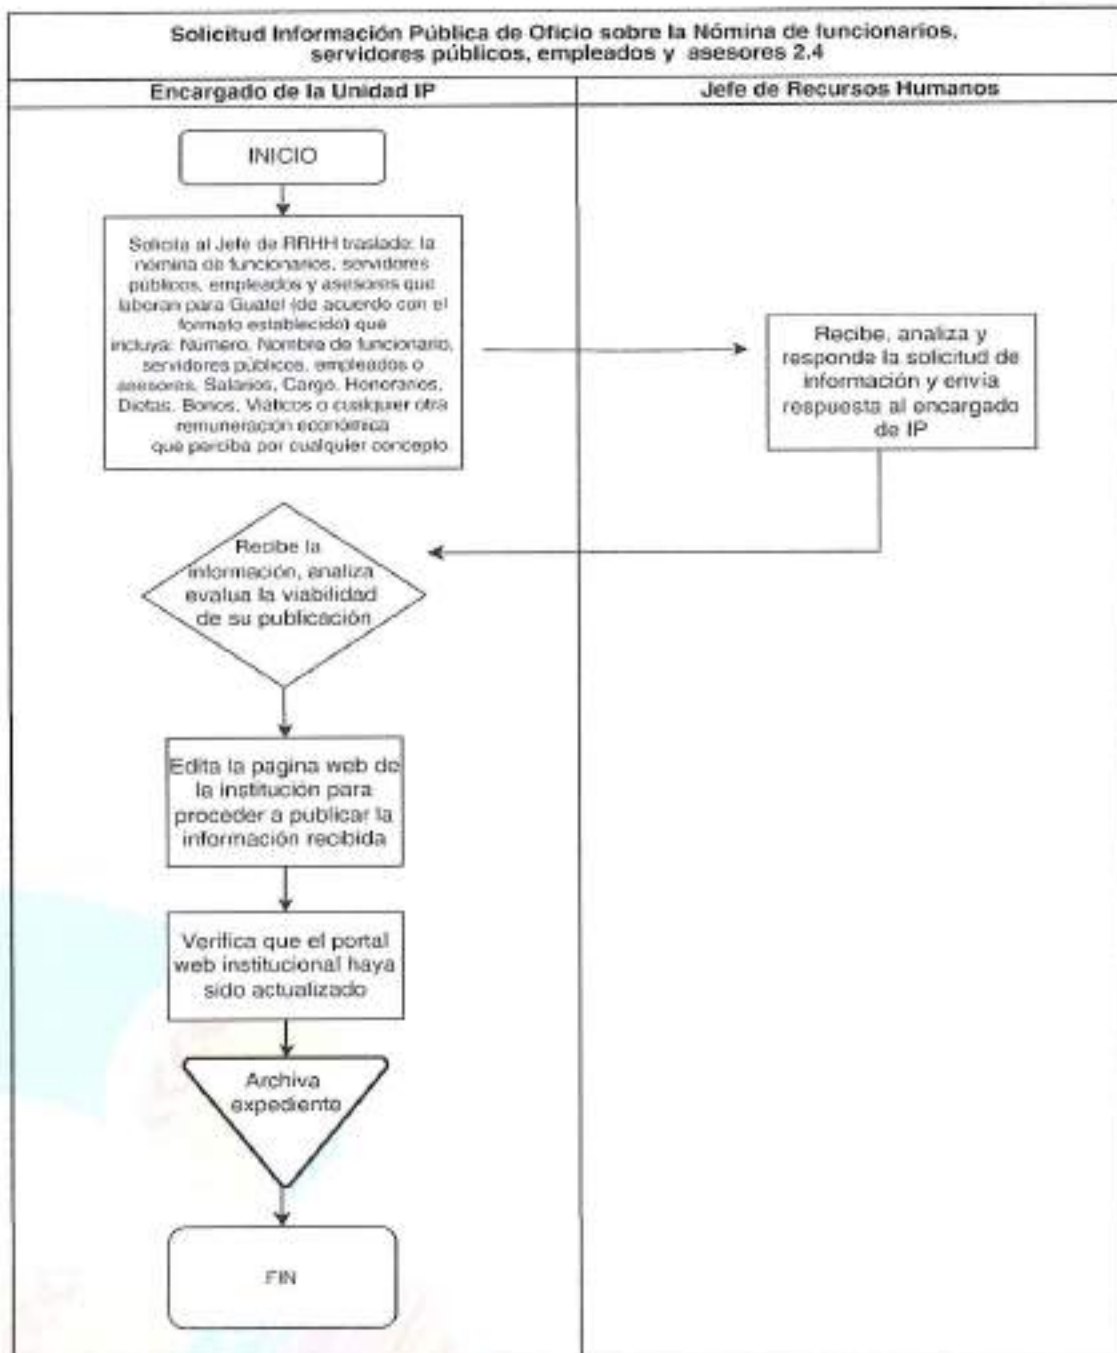 Solicitud Información Pública de Oficio sobre la Nómina de funcionarios,
servidores públicos, empleados y asesores 2.4
Encargado de la Unidad IP
Jefe de Recursos Humanos
INICIO
Solicita al Jefe de RRHH traslade: la
nómina de funcionarios, servidores
públicos, empleados y asesores que
laboran para Guatel (de acuerdo con el
formato establecido) que
incluya: Número, Nombre de funcionario,
servidores públicos, empleados o
asesores, Salarios, Cargo, Honorarios,
Dietas, Bonos, Viáticos o cualquier otra
remuneración económica
que perciba por cualquier concepto
Recibe, analiza y
responde la solicitud de
información y envía
respuesta al encargado
de IP
Recibe la
información, analiza
evalua la viabilidad
de su publicación
Edita la pagina web de
la institución para
proceder a publicar la
información recibida
Verifica que el portal
web institucional haya
sido actualizado
Archiva
expediente
FIN